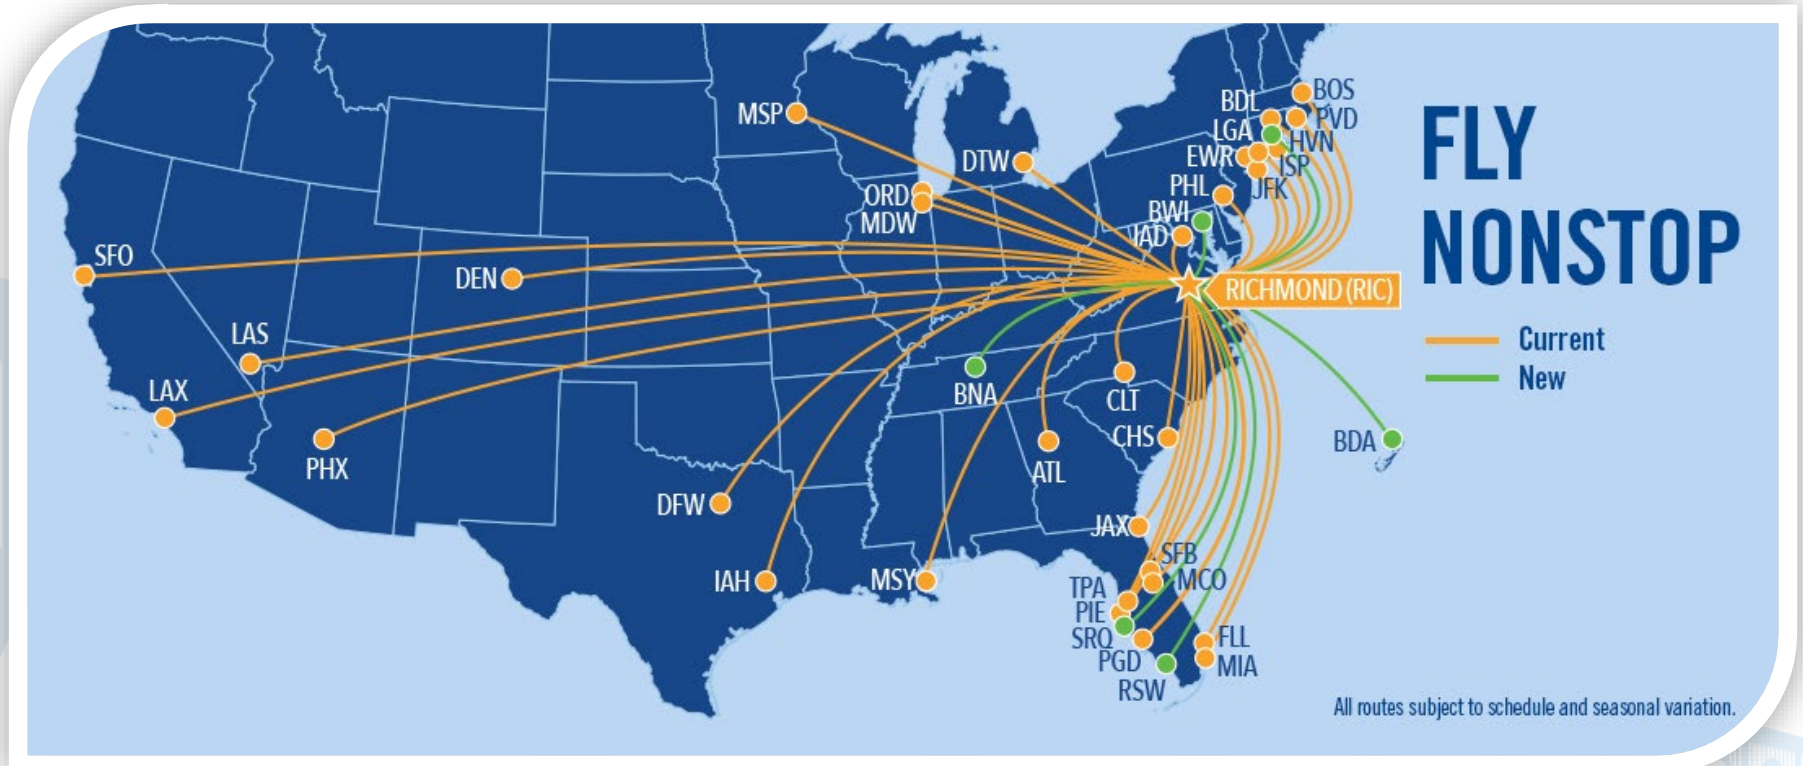 FLY
NONSTOP
Current
New
RICHMOND (RIC)
MSP
DTW
ORD
MDW
BOS
BDL
PVD
LGA
HVN
EWR
ISP
JFK
PHL
BWI
IAD
SFO
DEN
LAS
LAX
PHX
BNA
CLT
CHS
ATL
BDA
DFW
JAX
IAH
MSY
SFB
MCO
TPA
PIE
SRQ
PGD
RSW
FLL
MIA
All routes subject to schedule and seasonal variation.